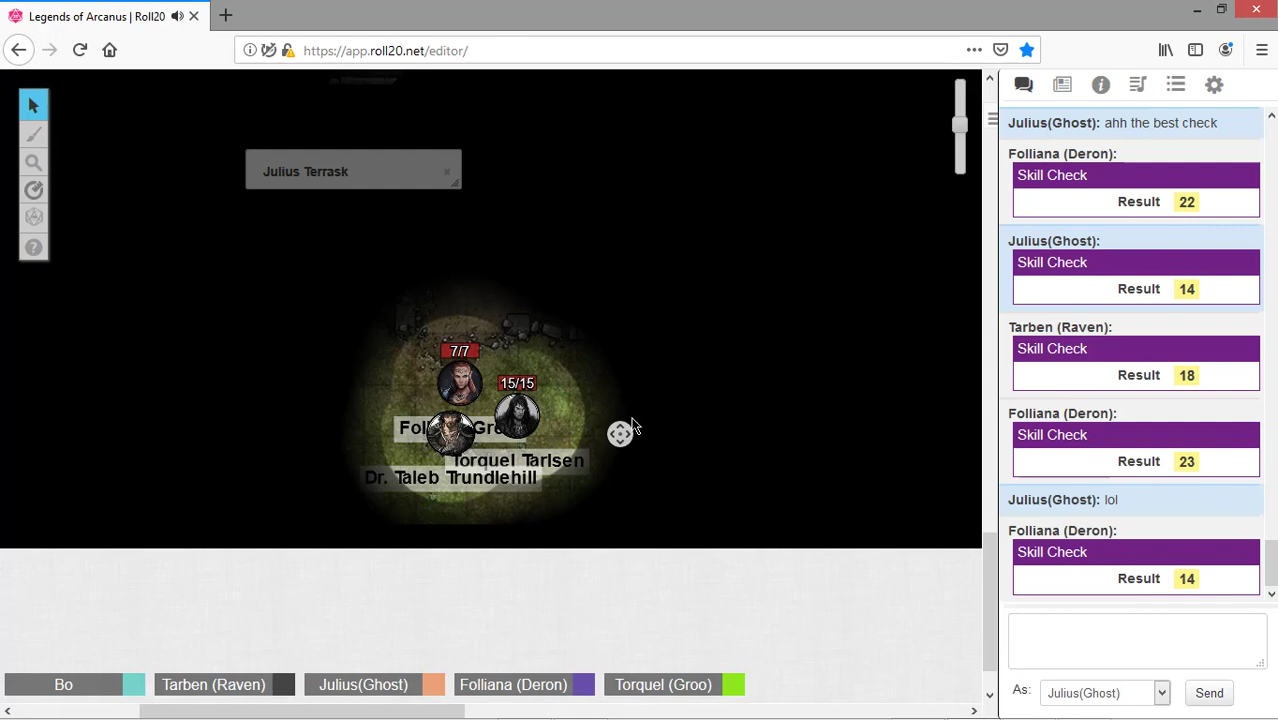 Legends of Arcanus | Roll20
https://app.roll20.net/editor/
Julius Terrask
7/7
15/15
Torquel Tarlsen
Dr. Taleb Trundlehill
Julius(Ghost): ahh the best check
Folliana (Deron):
Skill Check
Result 22
Julius(Ghost):
Skill Check
Result 14
Tarben (Raven):
Skill Check
Result 18
Folliana (Deron):
Skill Check
Result 23
Julius(Ghost): lol
Folliana (Deron):
Skill Check
Result 14
As: Julius(Ghost) Send
Bo Tarben (Raven) Julius(Ghost) Folliana (Deron) Torquel (Groo)